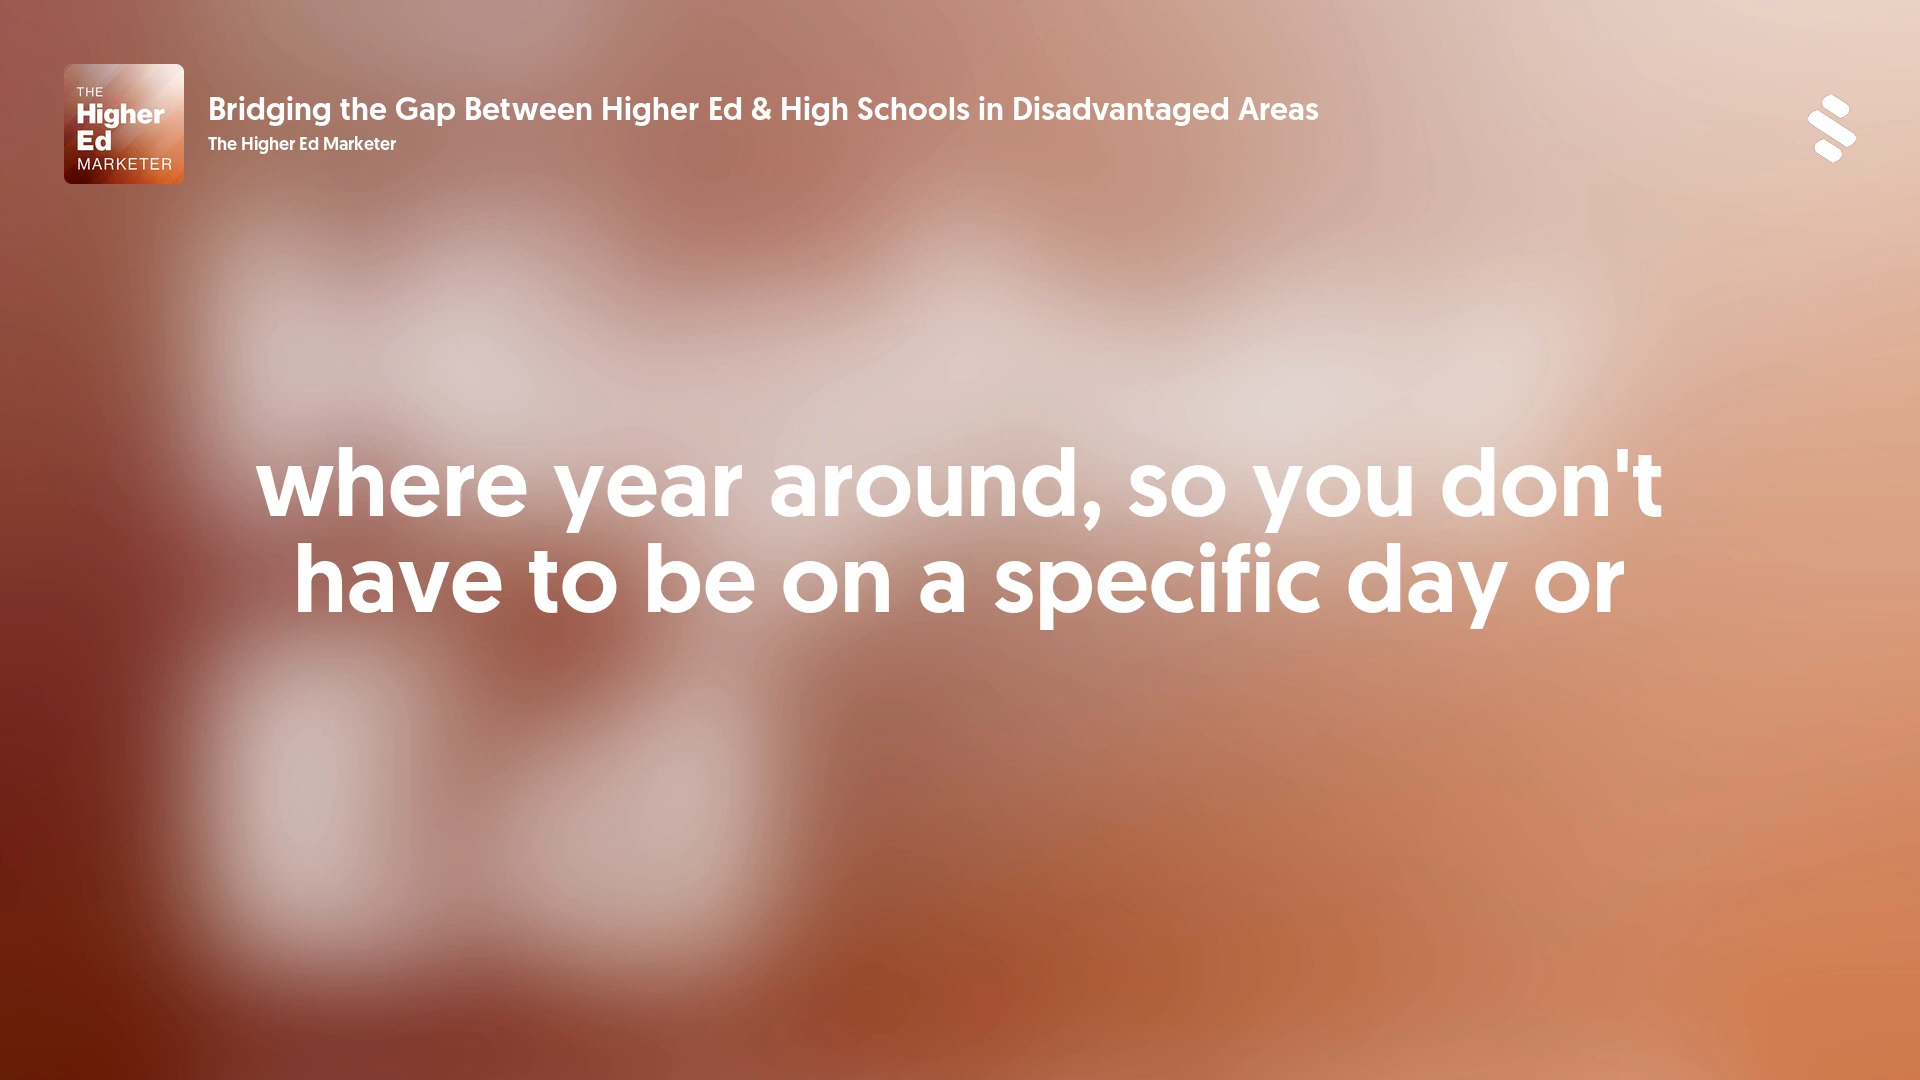 THE
Higher
Ed
MARKETER
Bridging the Gap Between Higher Ed & High Schools in Disadvantaged Areas
The Higher Ed Marketer
where year around, so you don't
have to be on a specific day or